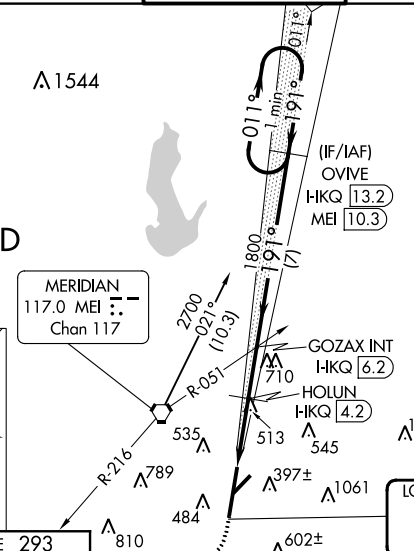 011°
1544
011°
1 min
191°
(IF/IAF)
OVIVE
I-IKQ 13.2
MEI 10.3
D
1800
191°
(7)
MERIDIAN
117.0 MEI
Chan 117
2700
021°
(10.3)
R-051
GOZAX INT
I-IKQ 6.2
710
HOLUN
I-IKQ 4.2
535
513
545
1
R-216
789
397±
1061
484
LO
E 293
810
602±